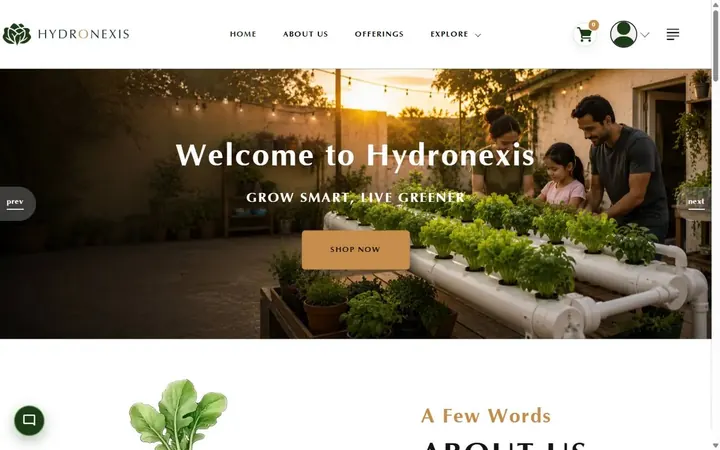 HYDRONEXIS
HOME
ABOUT US
OFFERINGS
EXPLORE
0
Welcome to Hydronexis
GROW SMART, LIVE GREENER
prev
next
SHOP NOW
A Few Words
ABOUT US